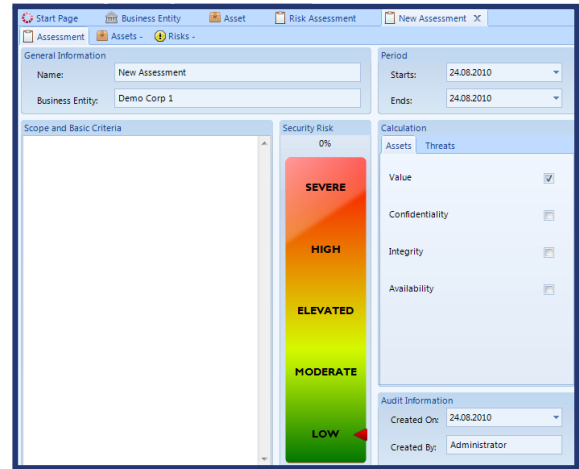 Start Page Business Entity Asset Risk Assessment New Assessment X
Assessment Assets - Risks -
General Information
Name: New Assessment
Business Entity: Demo Corp 1
Period
Starts: 24.08.2010
Ends: 24.08.2010
Scope and Basic Criteria
Security Risk
0%
SEVERE
HIGH
ELEVATED
MODERATE
LOW
Calculation
Assets Threats
Value
Confidentiality
Integrity
Availability
Audit Information
Created On: 24.08.2010
Created By: Administrator